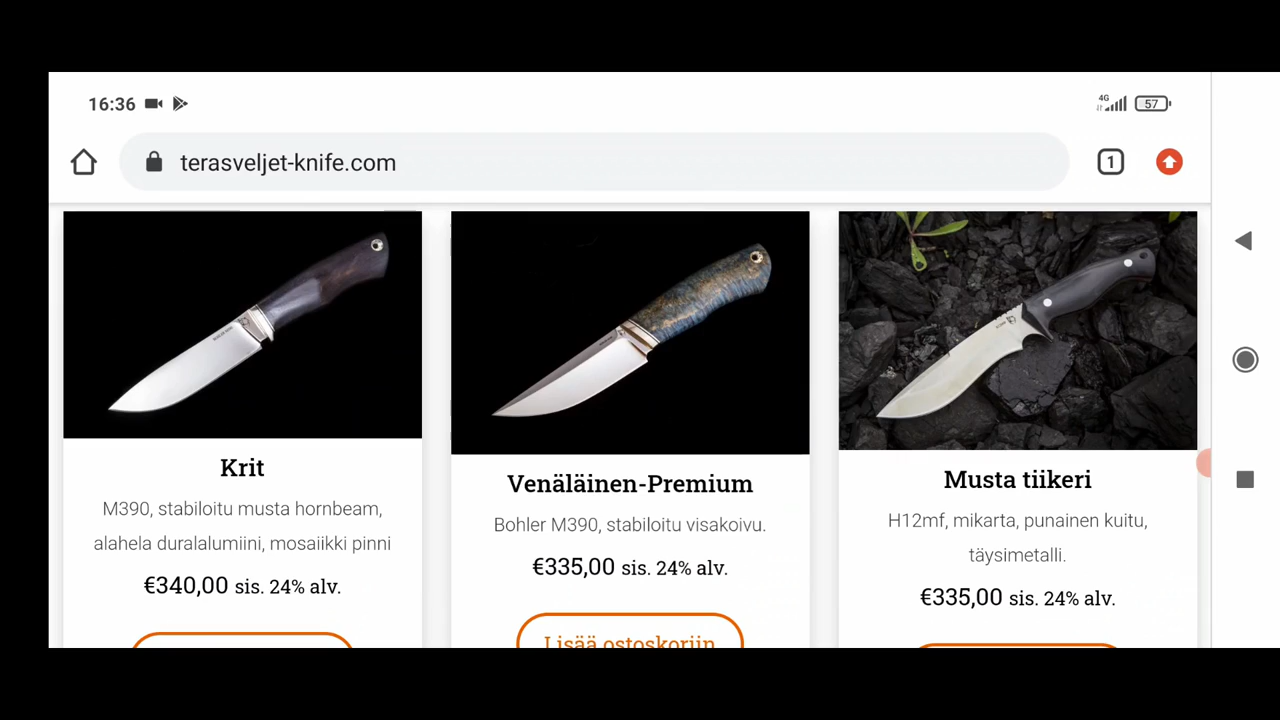 16:36
4G
57
terasveljet-knife.com
1
Krit
M390, stabiloitu musta hornbeam,
alahela duralalumiini, mosaiikki pinni
€340,00 sis. 24% alv.
Venäläinen-Premium
Bohler M390, stabiloitu visakoivu.
€335,00 sis. 24% alv.
Lisää ostoskoriin
Musta tiikeri
H12mf, mikarta, punainen kuitu,
täysimetalli.
€335,00 sis. 24% alv.